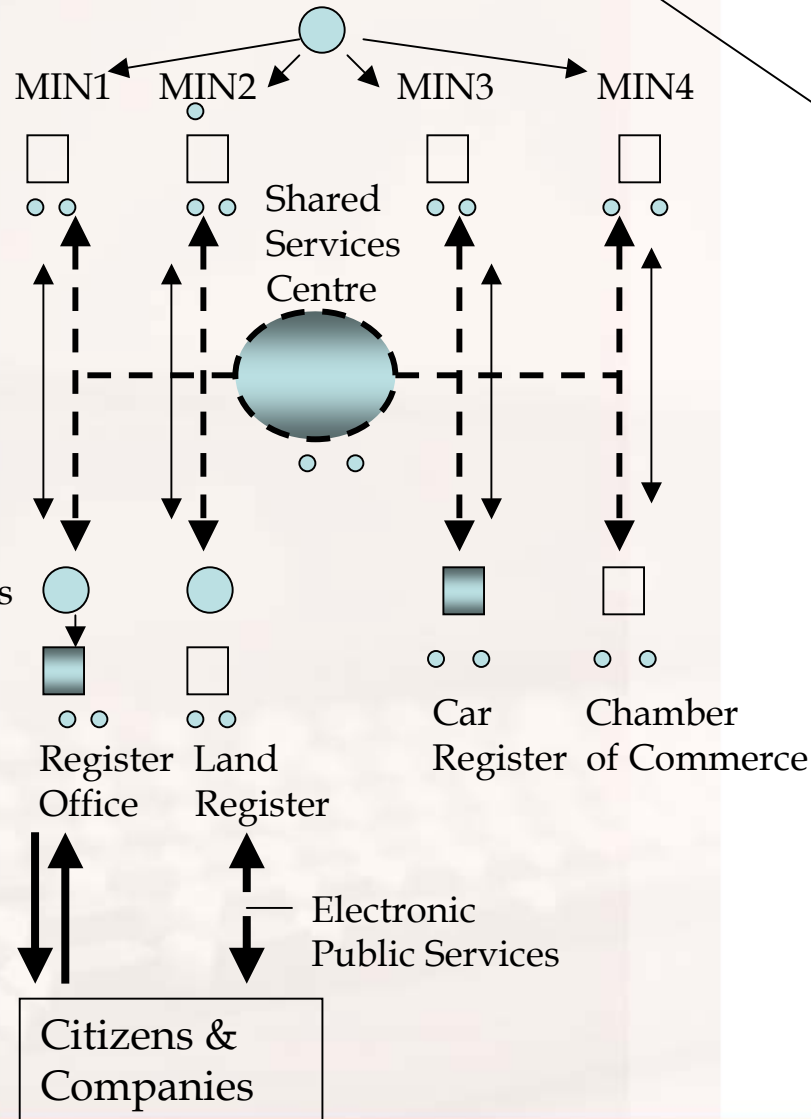 MIN1 MIN2 MIN3 MIN4
Shared
Services
Centre
s
Register
Office
Land
Register
Car
Register
Chamber
of Commerce
Electronic
Public Services
Citizens &
Companies